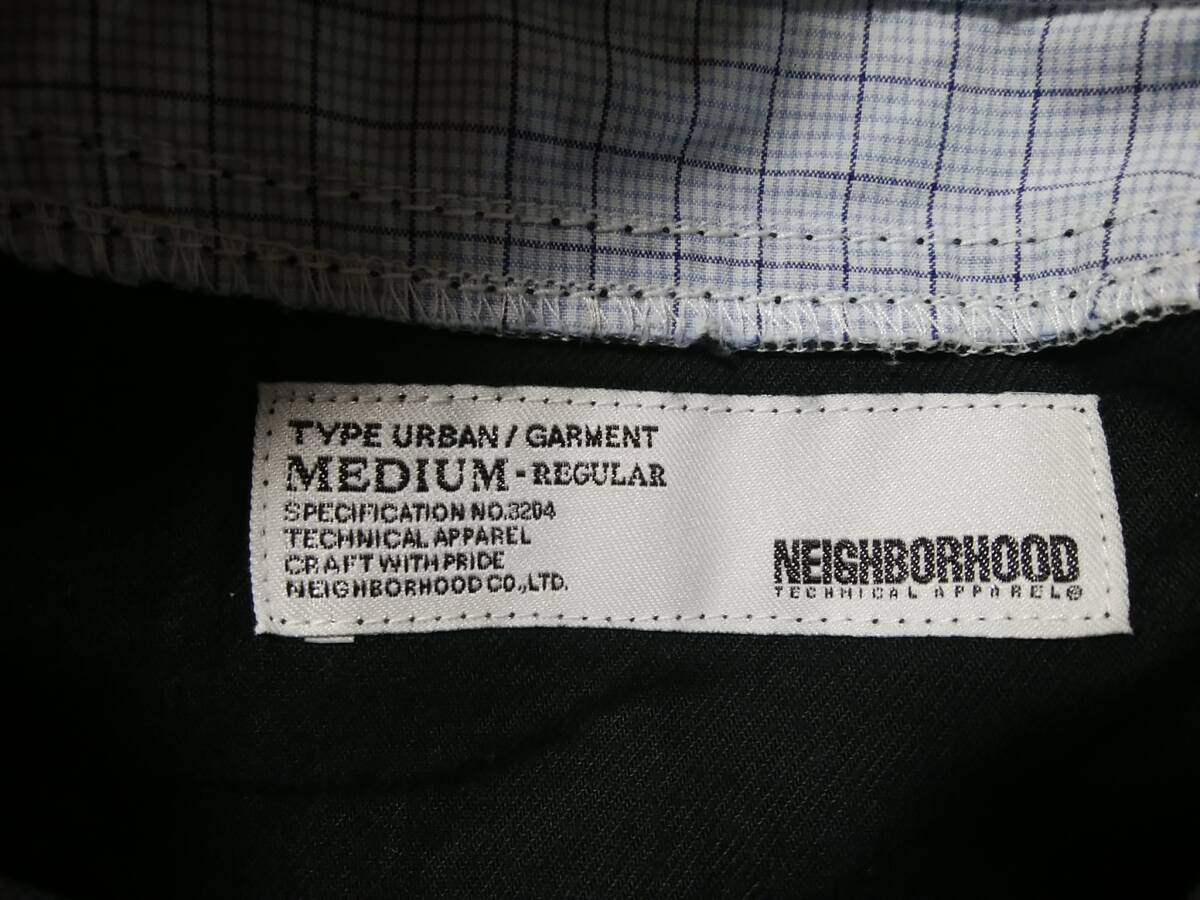 TYPE URBAN / GARMENT
MEDIUM - REGULAR
SPECIFICATION NO.3204
TECHNICAL APPAREL
CRAFT WITH PRIDE
NEIGHBORHOOD CO.,LTD.
NEIGHBORHOOD
TECHNICAL APPAREL®